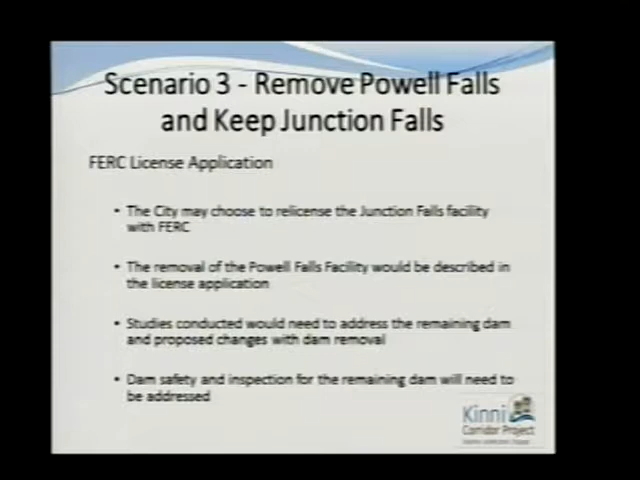 Scenario 3 - Remove Powell Falls
and Keep Junction Falls
FERC License Application
• The City may choose to relicense the Junction Falls facility
with FERC
• The removal of the Powell Falls Facility would be described in
the license application
• Studies conducted would need to address the remaining dam
and proposed changes with dam removal
• Dam safety and inspection for the remaining dam will need to
be addressed
Kinni
Corridor Project